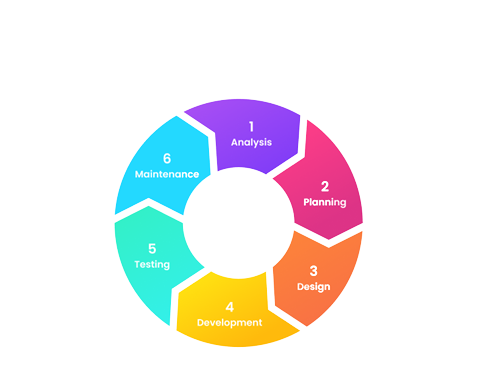 1
Analysis
2
Planning
3
Design
4
Development
5
Testing
6
Maintenance